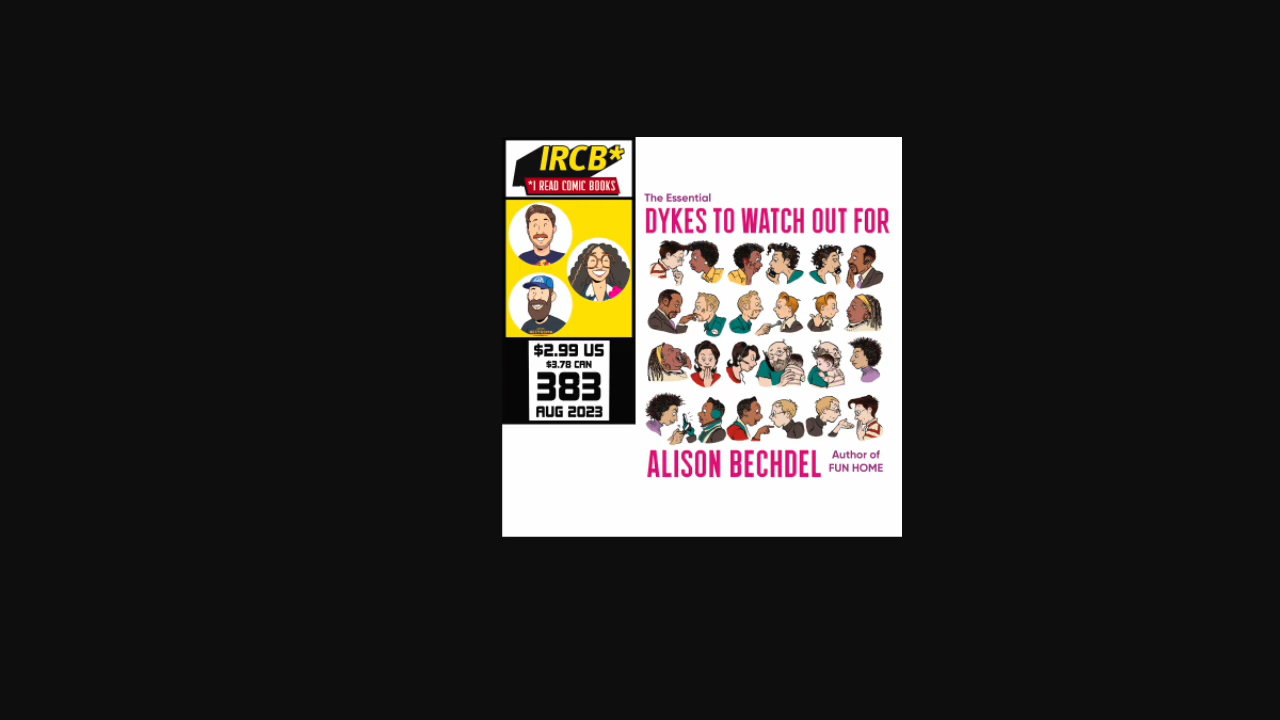 IRCB*
*I READ COMIC BOOKS
$2.99 US
$3.78 CAN
383
AUG 2023
The Essential
DYKES TO WATCH OUT FOR
ALISON BECHDEL
Author of
FUN HOME